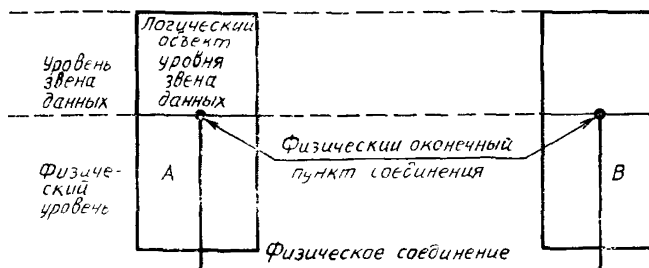 Логический
объект
уровня
звена
данных
Уровень
звена
данных
Физический оконечный
пункт соединения
Физиче-
ский
уровень
А
В
Физическое соединение